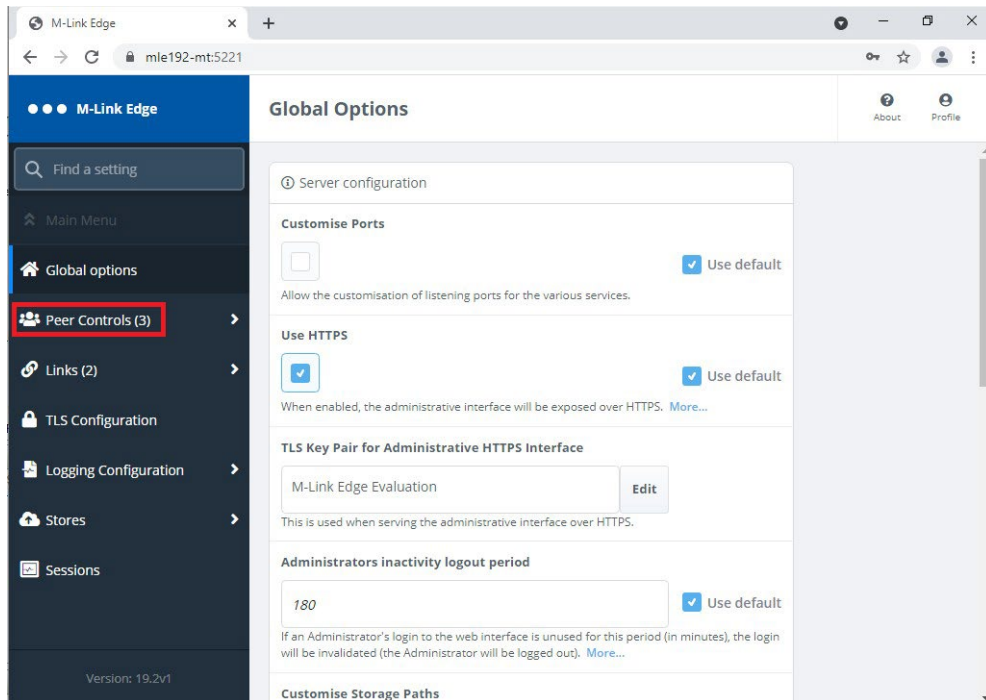 M-Link Edge
mle192-mt:5221
M-Link Edge
Global Options
About
Profile
Find a setting
Main Menu
Global options
Peer Controls (3)
Links (2)
TLS Configuration
Logging Configuration
Stores
Sessions
Version: 19.2v1
Server configuration
Customise Ports
Use default
Allow the customisation of listening ports for the various services.
Use HTTPS
Use default
When enabled, the administrative interface will be exposed over HTTPS. More...
TLS Key Pair for Administrative HTTPS Interface
M-Link Edge Evaluation
Edit
This is used when serving the administrative interface over HTTPS.
Administrators inactivity logout period
180
Use default
If an Administrator's login to the web interface is unused for this period (in minutes), the login
will be invalidated (the Administrator will be logged out). More...
Customise Storage Paths